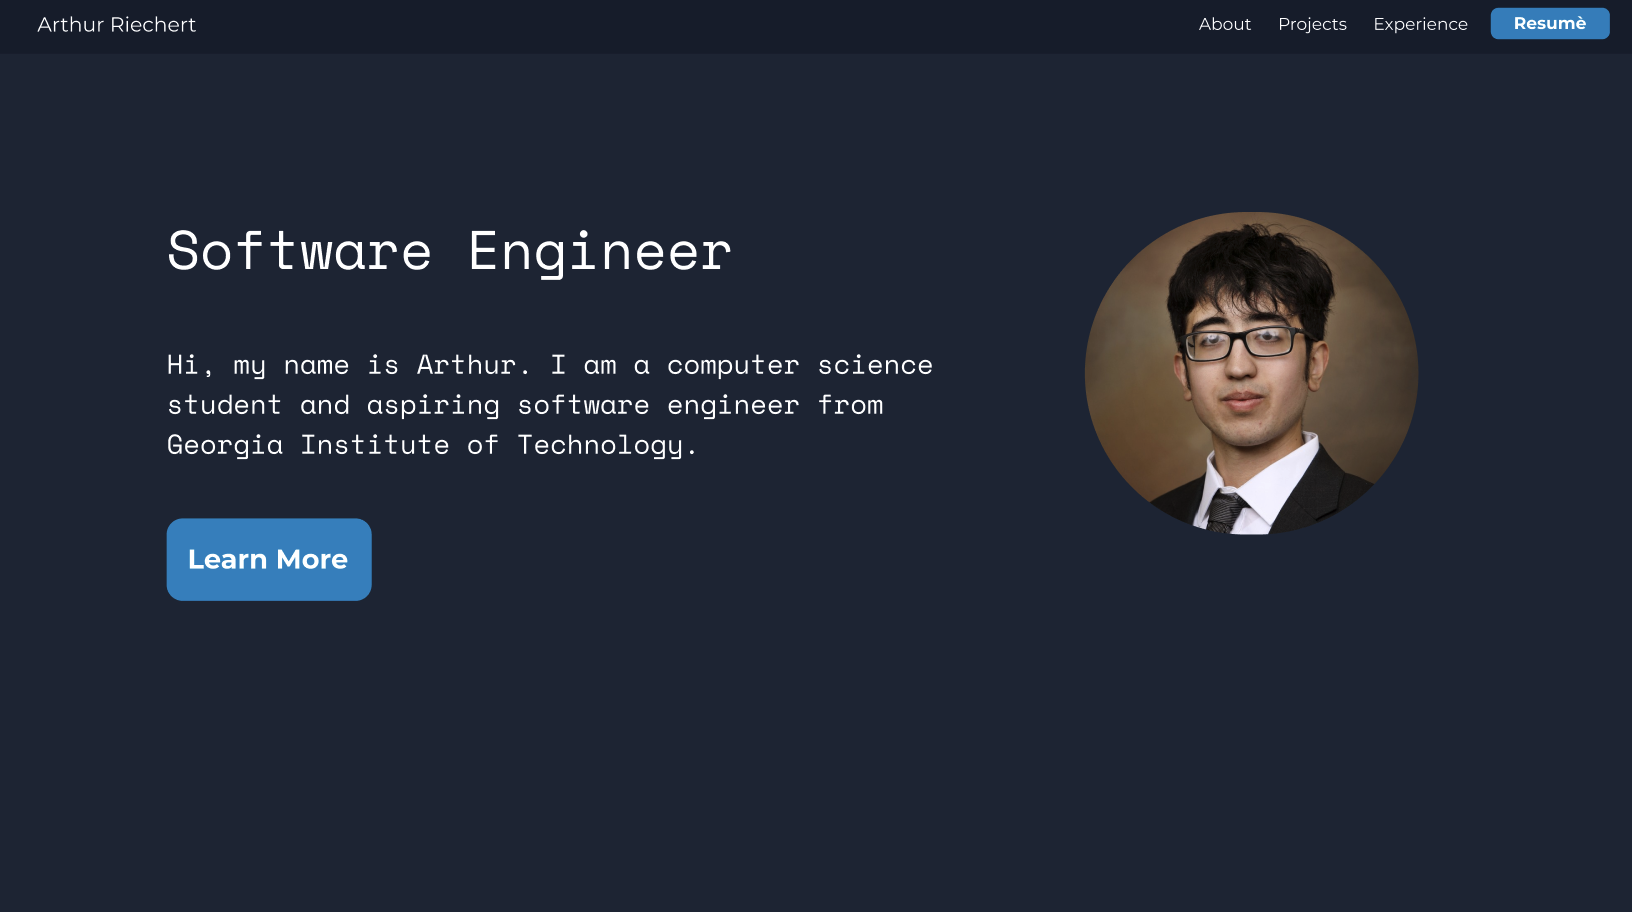 Arthur Riechert
About Projects Experience Resumè
Software Engineer
Hi, my name is Arthur. I am a computer science
student and aspiring software engineer from
Georgia Institute of Technology.
Learn More